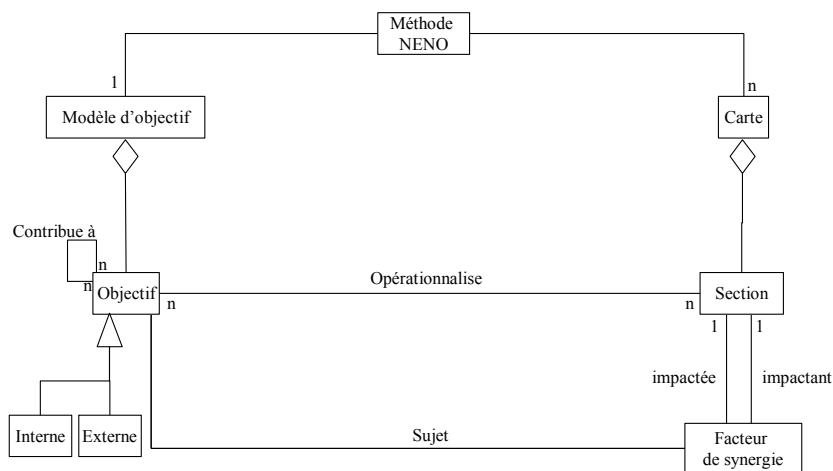 Méthode
NENO
1
n
Modèle d'objectif
Carte
Contribue à
n
n
Objectif
n
Opérationnalise
n
Section
1
1
impactée
impactant
Interne
Externe
Sujet
Facteur
de synergie